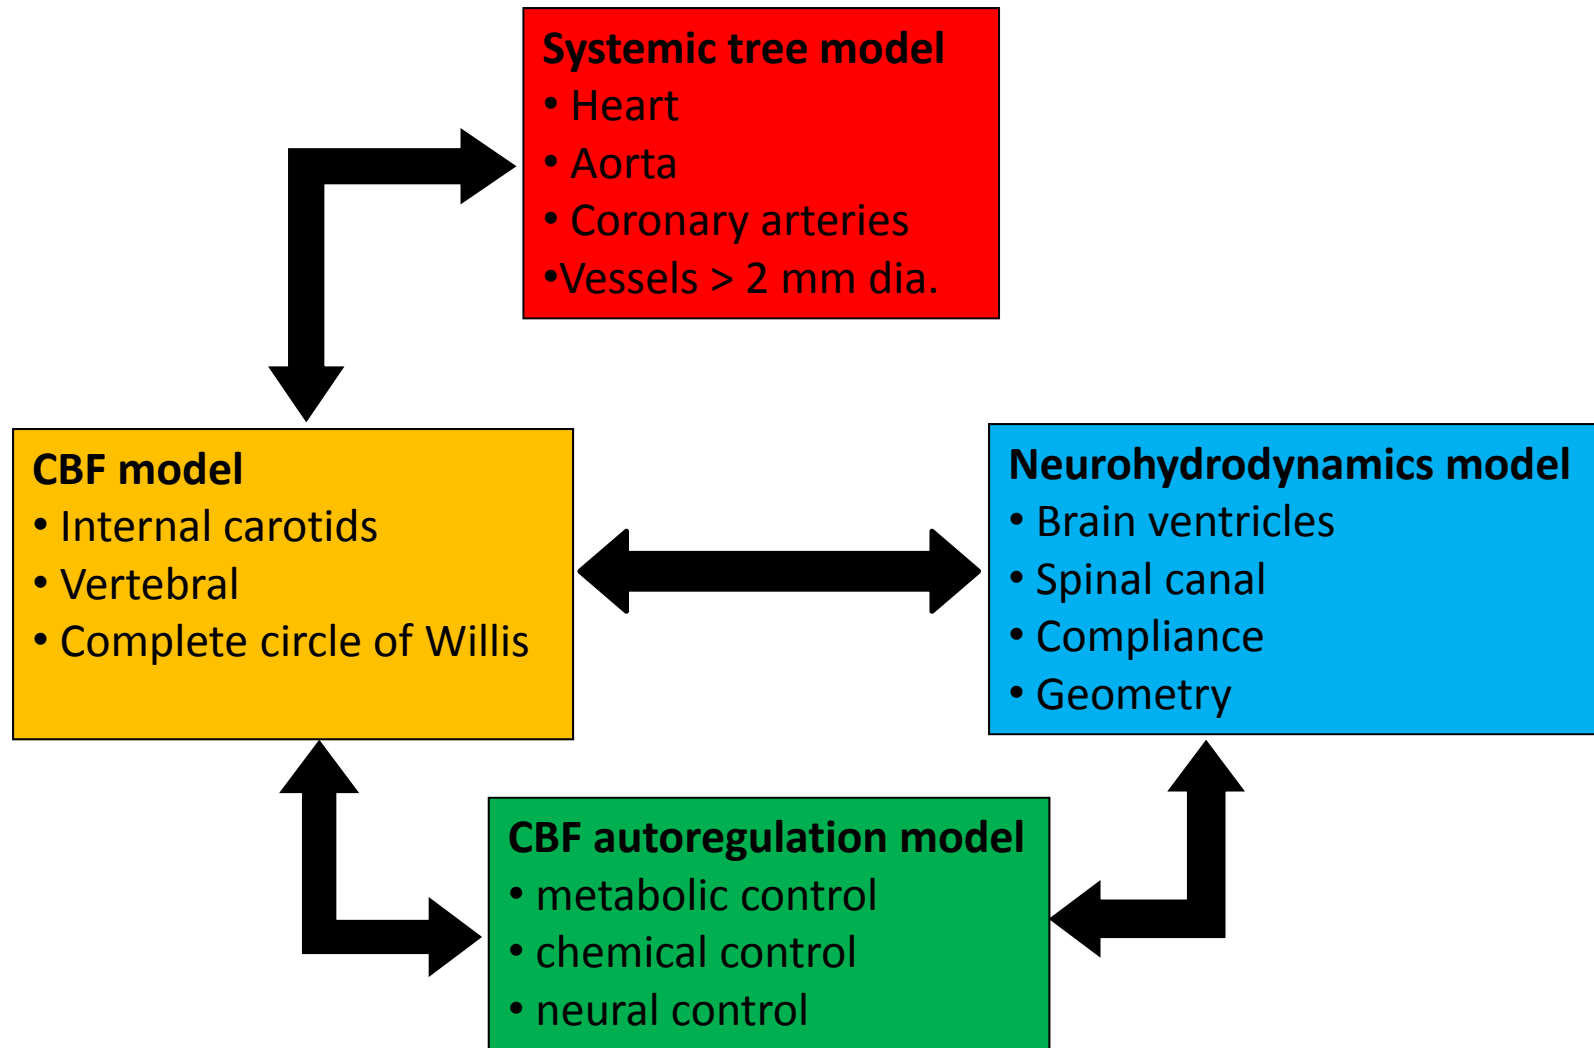 Systemic tree model
• Heart
• Aorta
• Coronary arteries
•Vessels > 2 mm dia.
CBF model
• Internal carotids
• Vertebral
• Complete circle of Willis
Neurohydrodynamics model
• Brain ventricles
• Spinal canal
• Compliance
• Geometry
CBF autoregulation model
• metabolic control
• chemical control
• neural control